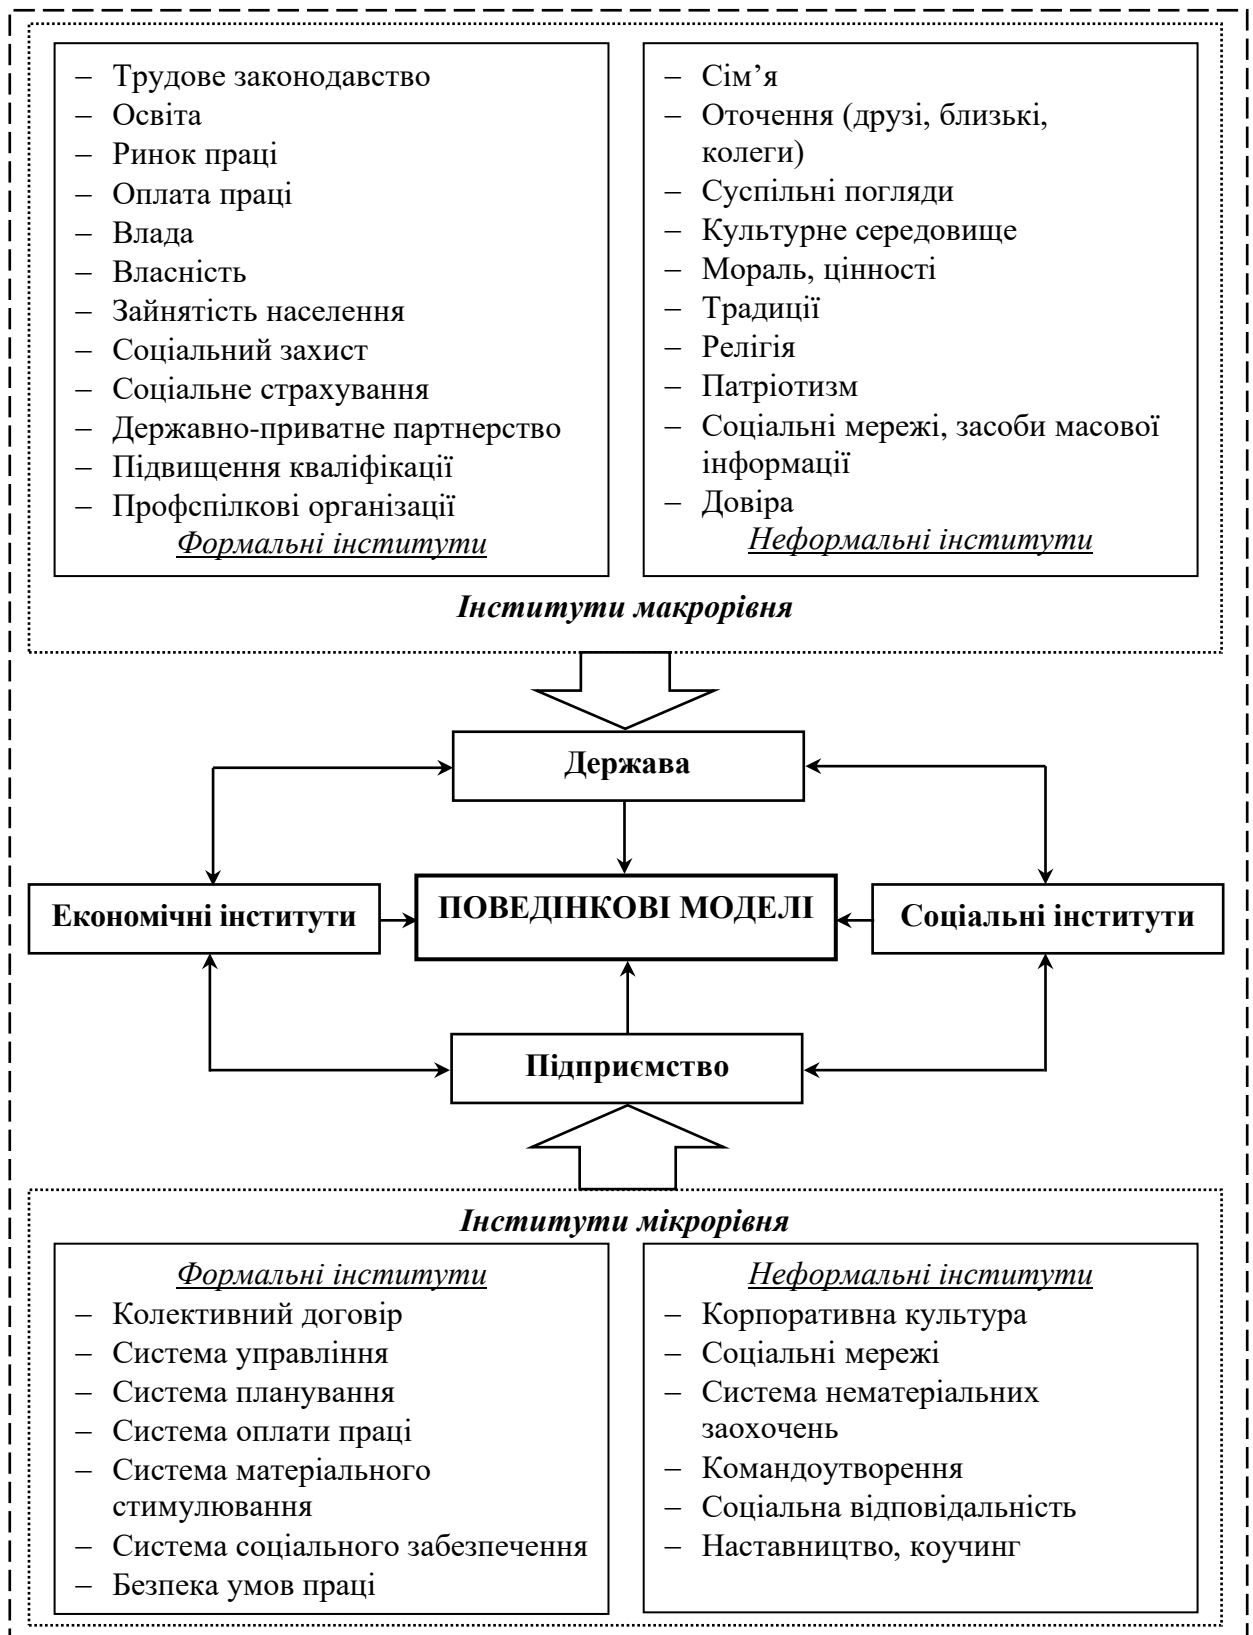 – Трудове законодавство
– Освіта
– Ринок праці
– Оплата праці
– Влада
– Власність
– Зайнятість населення
– Соціальний захист
– Соціальне страхування
– Державно-приватне партнерство
– Підвищення кваліфікації
– Профспілкові організації
Формальні інститути
– Сім’я
– Оточення (друзі, близькі,
колеги)
– Суспільні погляди
– Культурне середовище
– Мораль, цінності
– Традиції
– Релігія
– Патріотизм
– Соціальні мережі, засоби масової
інформації
– Довіра
Неформальні інститути
Інститути макрорівня
Держава
Економічні інститути
ПОВЕДІНКОВІ МОДЕЛІ
Соціальні інститути
Підприємство
Інститути мікрорівня
Формальні інститути
– Колективний договір
– Система управління
– Система планування
– Система оплати праці
– Система матеріального
стимулювання
– Система соціального забезпечення
– Безпека умов праці
Неформальні інститути
– Корпоративна культура
– Соціальні мережі
– Система нематеріальних
заохочень
– Командоутворення
– Соціальна відповідальність
– Наставництво, коучинг